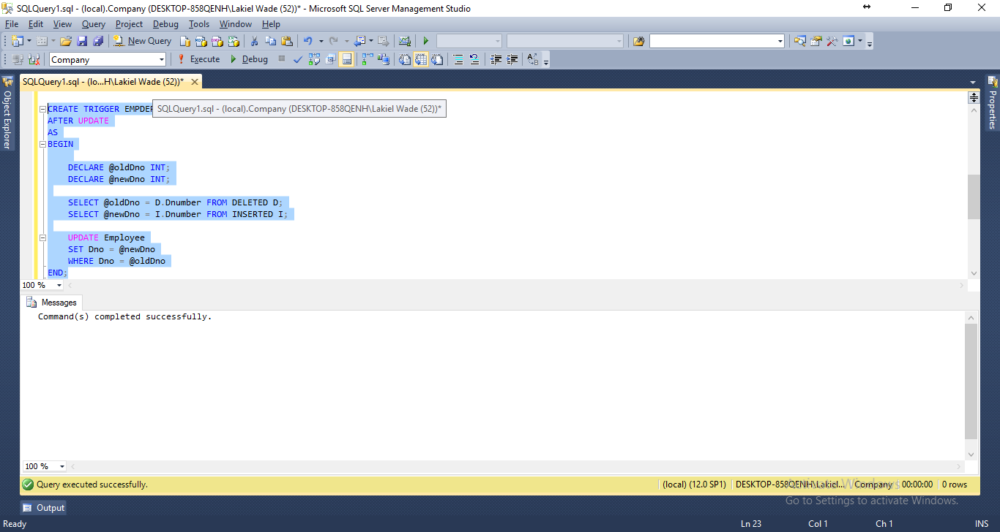 SQLQuery1.sql - (local).Company (DESKTOP-858QENH\Lakiel Wade (52))* - Microsoft SQL Server Management Studio
File Edit View Query Project Debug Tools Window Help
New Query
Company Execute Debug
SQLQuery1.sql - (lo...H\Lakiel Wade (52))*
Object Explorer
Properties
CREATE TRIGGER EMPDEP
SQLQuery1.sql - (local).Company (DESKTOP-858QENH\Lakiel Wade (52))*
AFTER UPDATE
AS
BEGIN
DECLARE @oldDno INT;
DECLARE @newDno INT;
SELECT @oldDno = D.Dnumber FROM DELETED D;
SELECT @newDno = I.Dnumber FROM INSERTED I;
UPDATE Employee
SET Dno = @newDno
WHERE Dno = @oldDno
END;
100 %
Messages
Command(s) completed successfully.
100 %
Query executed successfully. (local) (12.0 SP1) DESKTOP-858QENH\Lakiel... Company 00:00:00 0 rows
Activate Windows
Go to Settings to activate Windows.
Output
Ready Ln 23 Col 1 Ch 1 INS